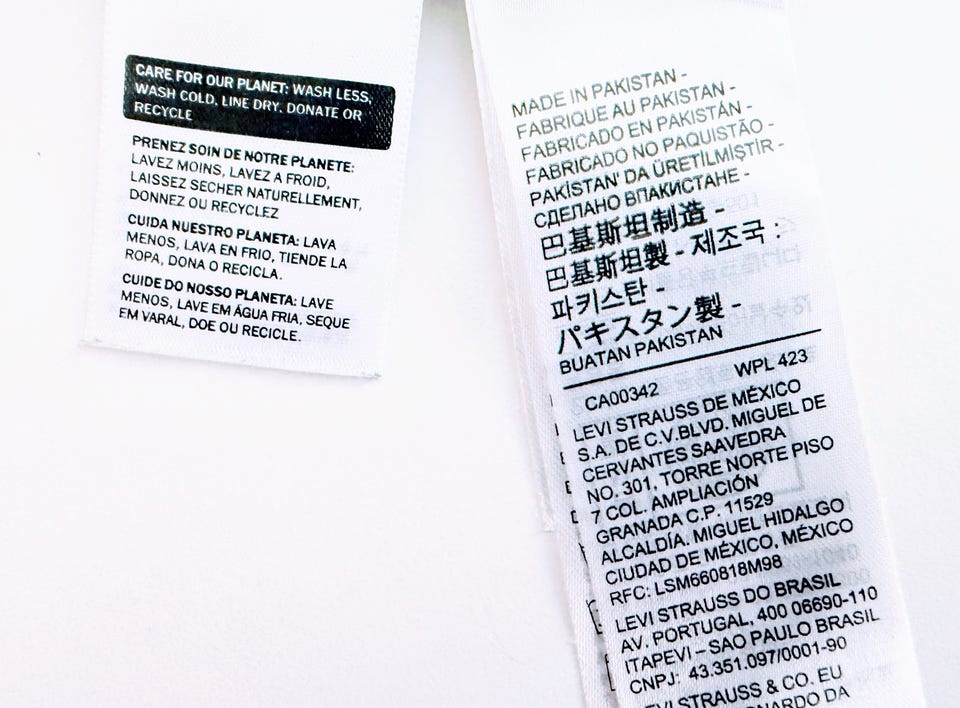 CARE FOR OUR PLANET: WASH LESS,
WASH COLD, LINE DRY, DONATE OR
RECYCLE
PRENEZ SOIN DE NOTRE PLANETE:
LAVEZ MOINS, LAVEZ A FROID,
LAISSEZ SECHER NATURELLEMENT,
DONNEZ OU RECYCLEZ
CUIDA NUESTRO PLANETA: LAVA
MENOS, LAVA EN FRIO, TIENDE LA
ROPA, DONA O RECICLA.
CUIDE DO NOSSO PLANETA: LAVE
MENOS, LAVE EM ÁGUA FRIA, SEQUE
EM VARAL, DOE OU RECICLE.
MADE IN PAKISTAN -
FABRIQUE AU PAKISTAN -
FABRICADO EN PAKISTÁN -
FABRICADO NO PAQUISTÃO -
PAKİSTAN' DA ÜRETİLMİŞTİR -
СДЕЛАНО ВПАКИСТАНЕ -
巴基斯坦制造 -
巴基斯坦製 - 제조국 :
파키스탄 -
パキスタン製 -
BUATAN PAKISTAN
CA00342 WPL 423
LEVI STRAUSS DE MÉXICO
S.A. DE C.V.BLVD. MIGUEL DE
CERVANTES SAAVEDRA
NO. 301, TORRE NORTE PISO
7 COL. AMPLIACIÓN
GRANADA C.P. 11529
ALCALDÍA. MIGUEL HIDALGO
CIUDAD DE MÉXICO, MÉXICO
RFC: LSM660818M98
LEVI STRAUSS DO BRASIL
AV. PORTUGAL, 400 06690-110
ITAPEVI – SAO PAULO BRASIL
CNPJ: 43.351.097/0001-90
STRAUSS & CO. EU
DA